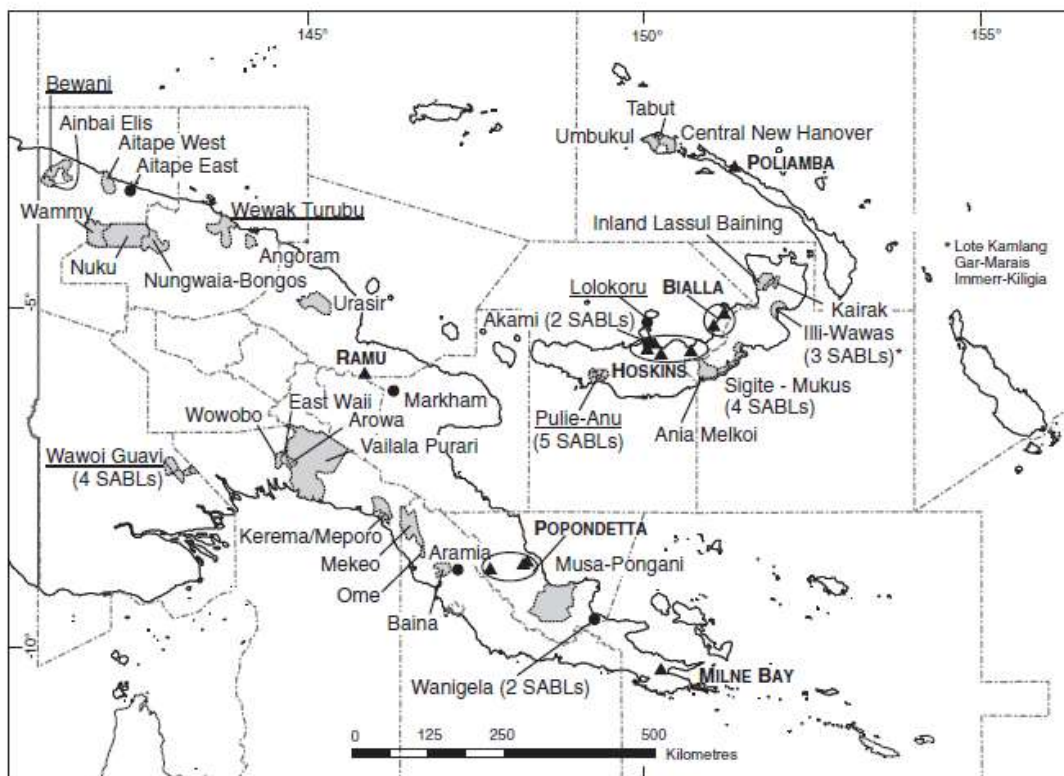 145°
150°
155°
Bewani
Ainbai Elis
Aitape West
Aitape East
Tabut
Umbukul
Central New Hanover
POLIAMBA
Wammy
Wewak Turubu
Nuku
Angoram
Nungwaia-Bongos
Inland Lassul Baining
* Lote Kamlang
Gar-Marais
Immerr-Kiligia
-5°
Urasir
Lolokoru
BIALLA
Kairak
Akami (2 SABLs)
Illi-Wawas
(3 SABLs)*
RAMU
HOSKINS
Markham
Sigite - Mukus
(4 SABLs)
Pulie-Anu
(5 SABLs)
Ania Melkoi
East Waii
Wowobo
Arowa
Vailala Purari
Wawoi Guavi
(4 SABLs)
Kerema/Meporo
POPONDETTA
Mekeo
Aramia
Musa-Pongani
Ome
Baina
-10°
Wanigela (2 SABLs)
MILNE BAY
0 125 250 500
Kilometres